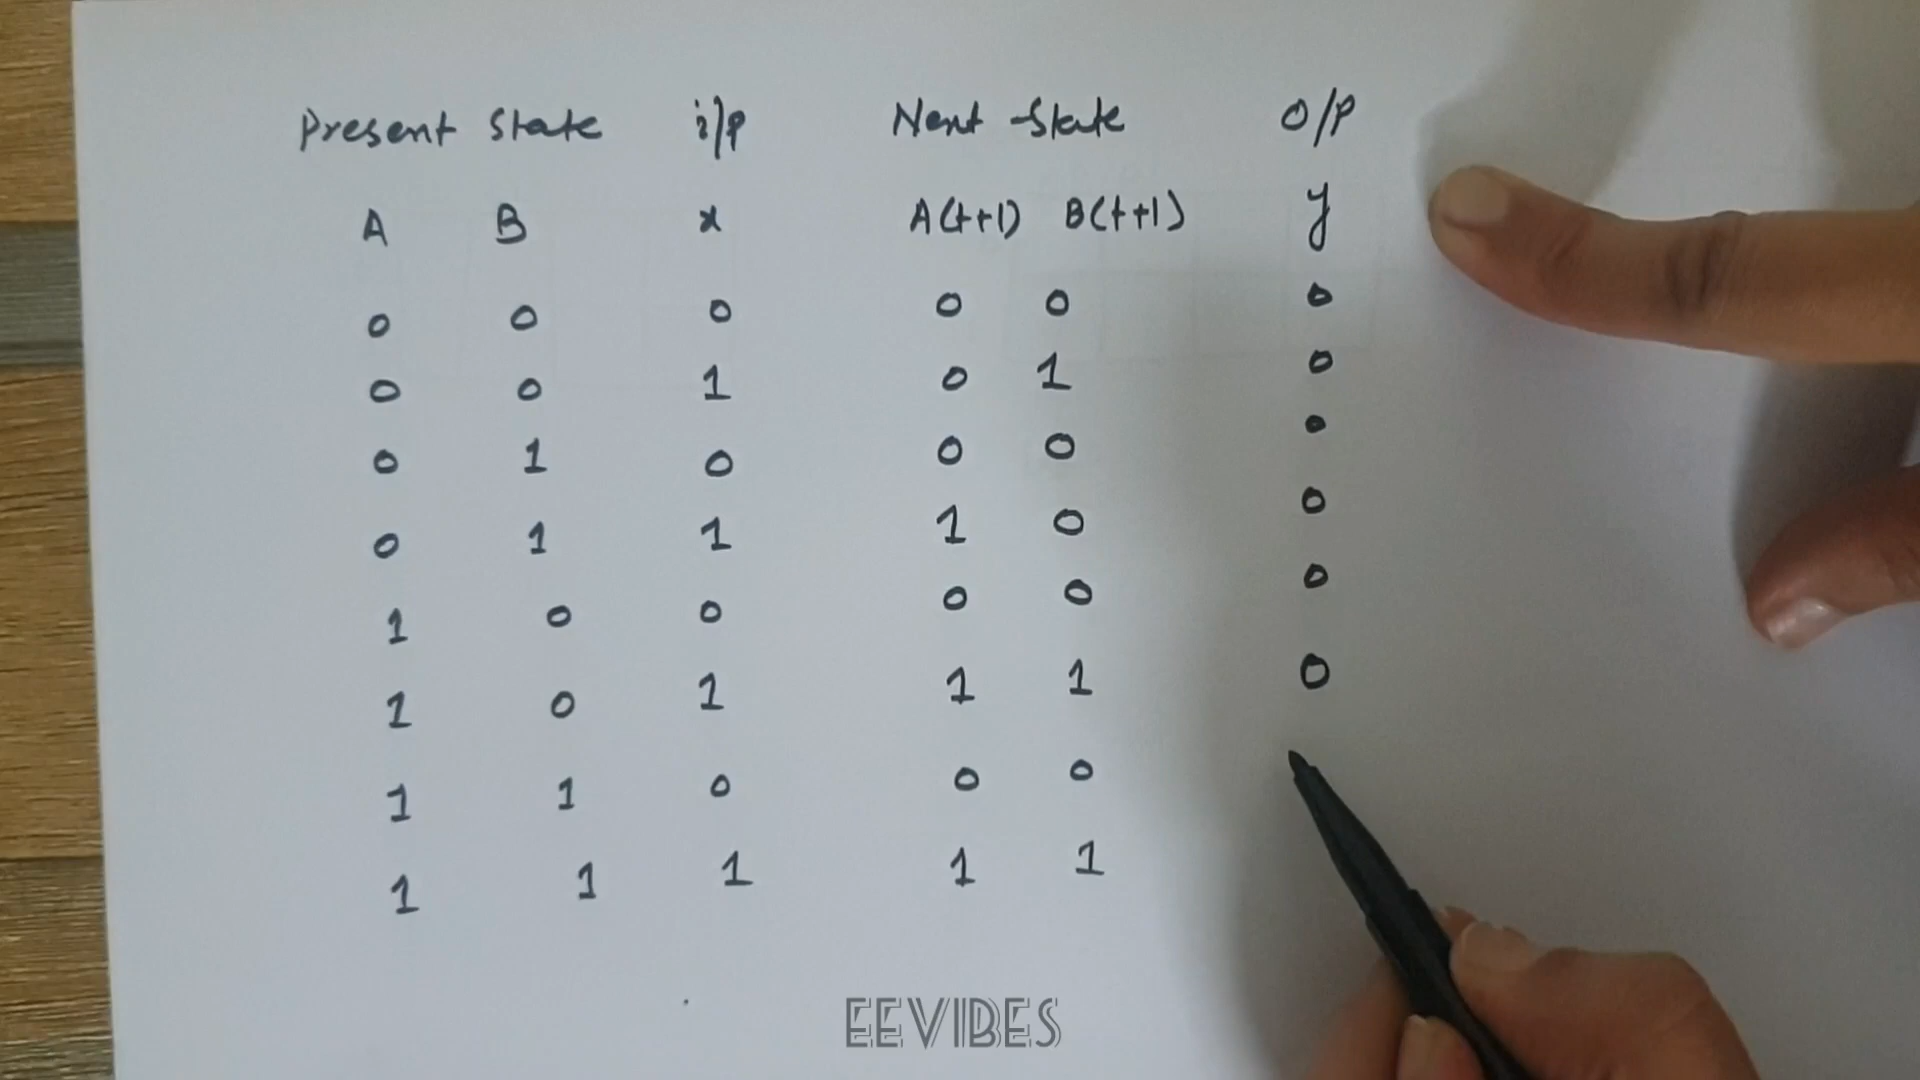 Present State i/p Next State O/P
A B x A(t+1) B(t+1) y
0 0 0 0 0 0
0 0 1 0 1 0
0 1 0 0 0 0
0 1 1 1 0 0
1 0 0 0 0 0
1 0 1 1 1 0
1 1 0 0 0
1 1 1 1 1
EEVIBES